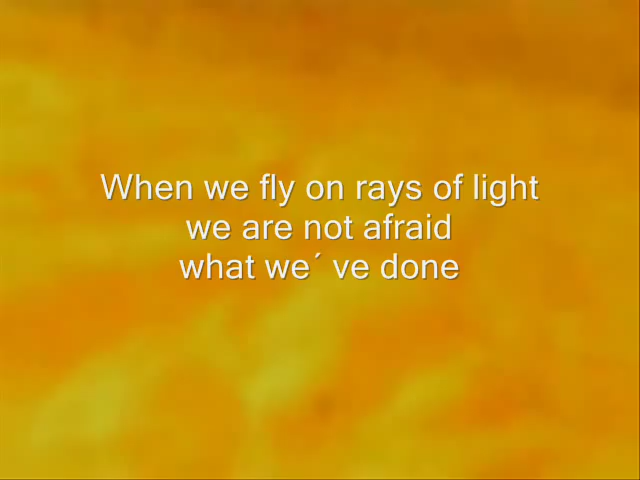 When we fly on rays of light
we are not afraid
what we´ ve done